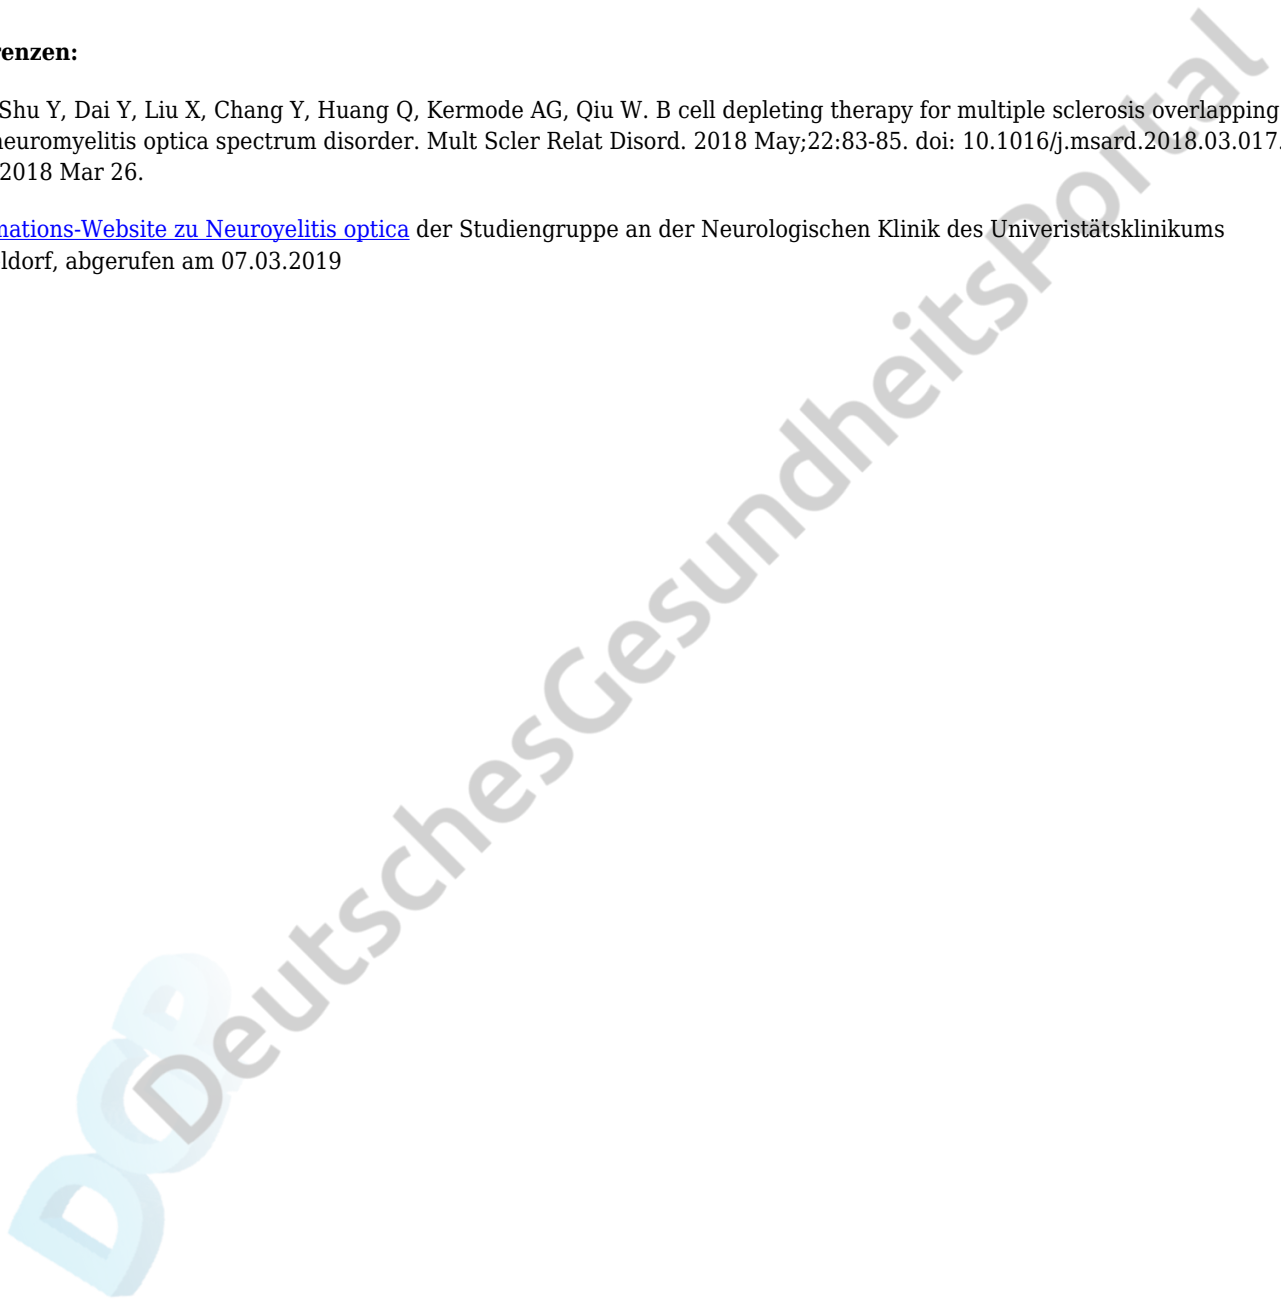 renzen:
Shu Y, Dai Y, Liu X, Chang Y, Huang Q, Kermode AG, Qiu W. B cell depleting therapy for multiple sclerosis overlapping
neuromyelitis optica spectrum disorder. Mult Scler Relat Disord. 2018 May;22:83-85. doi: 10.1016/j.msard.2018.03.017.
2018 Mar 26.
mations-Website zu Neuroyelitis optica der Studiengruppe an der Neurologischen Klinik des Univeristätsklinikums
ldorf, abgerufen am 07.03.2019
DeutschesGesundheitsPortal
DGP